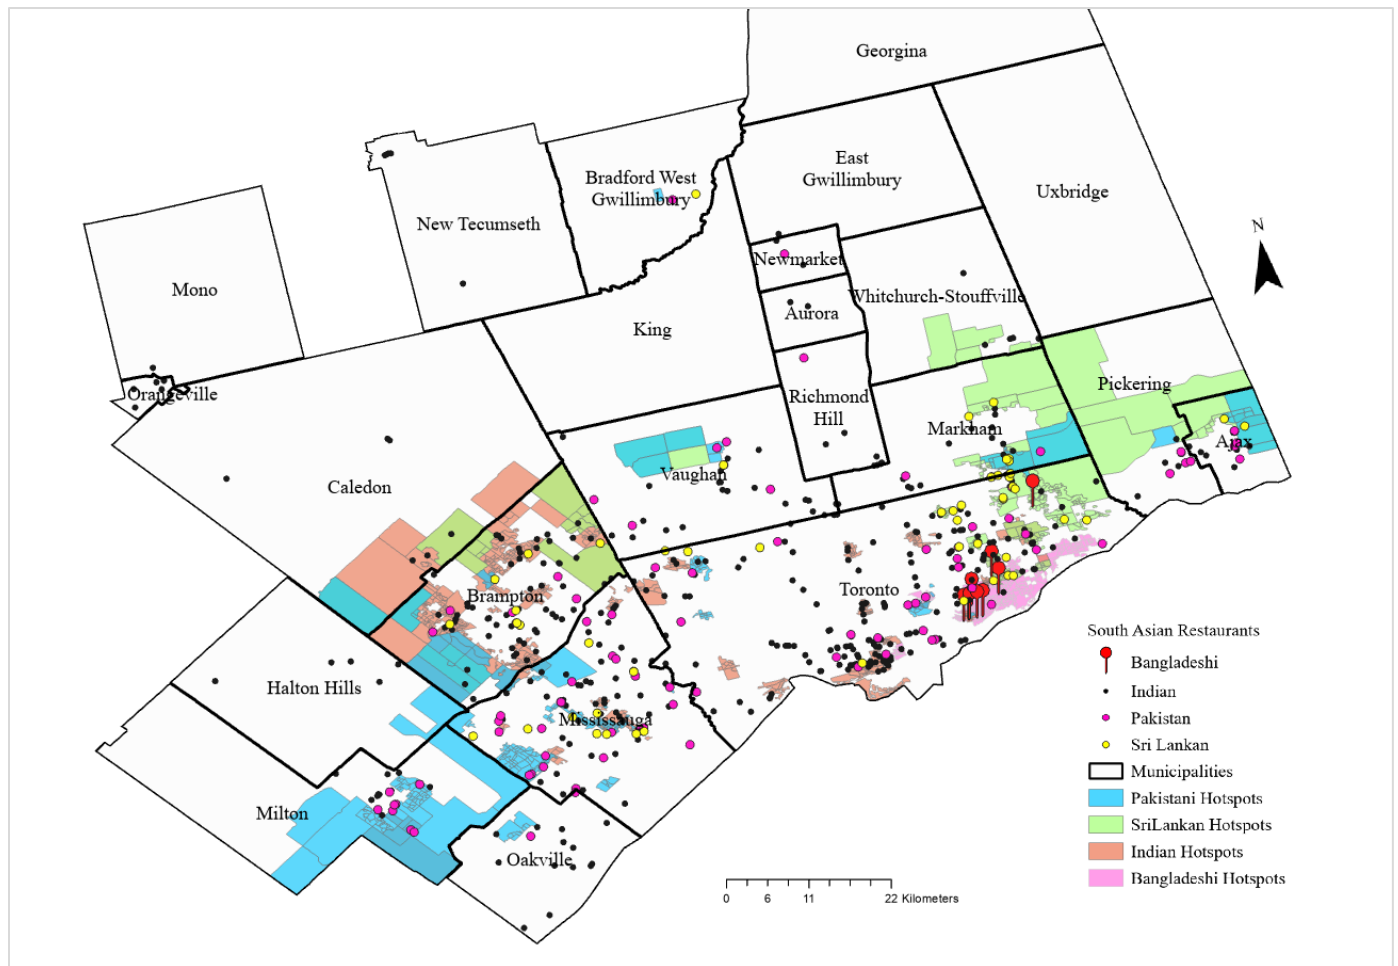 Georgina
East
Gwillimbury
Bradford West
Gwillimbury
Uxbridge
New Tecumseth
N
Newmarket
Mono
Whitchurch-Stouffville
Aurora
King
Pickering
Orangeville
Richmond
Hill
Markham
Ajax
Vaughan
Caledon
Toronto
Brampton
South Asian Restaurants
Bangladeshi
Halton Hills
Indian
Mississauga
Pakistan
Sri Lankan
Municipalities
Pakistani Hotspots
Milton
SriLankan Hotspots
Oakville
Indian Hotspots
Bangladeshi Hotspots
0 6 11 22 Kilometers